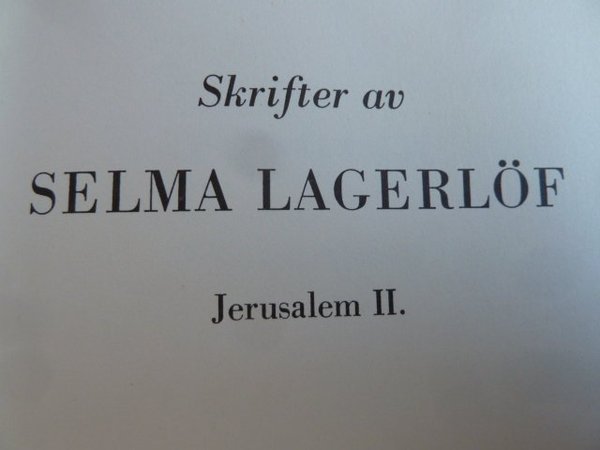 Skrifter av
SELMA LAGERLÖF
Jerusalem II.